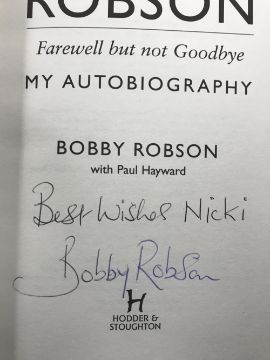 ROBSON
Farewell but not Goodbye
MY AUTOBIOGRAPHY
BOBBY ROBSON
with Paul Hayward
Best Wishes Nicki
Bobby Robson
H
HODDER &
STOUGHTON